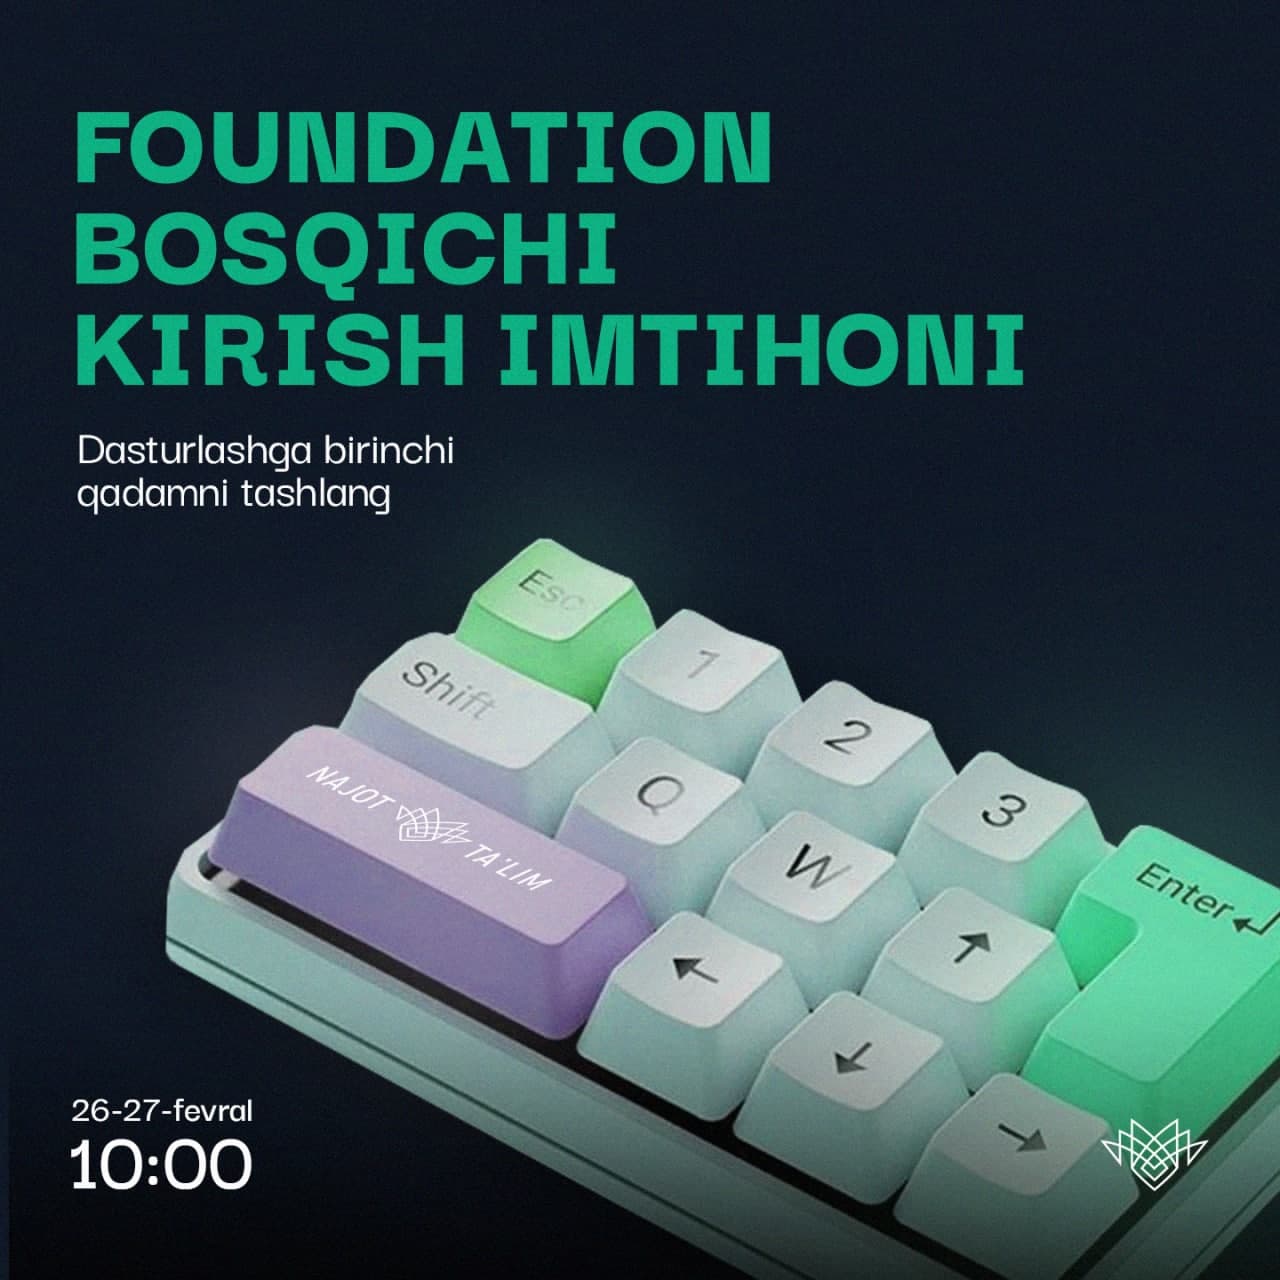 FOUNDATION
BOSQICHI
KIRISH IMTIHONI
Dasturlashga birinchi
qadamni tashlang
Esc
1
Shift
2
NAJOT TA'LIM
Q
3
W
Enter
26-27-fevral
10:00